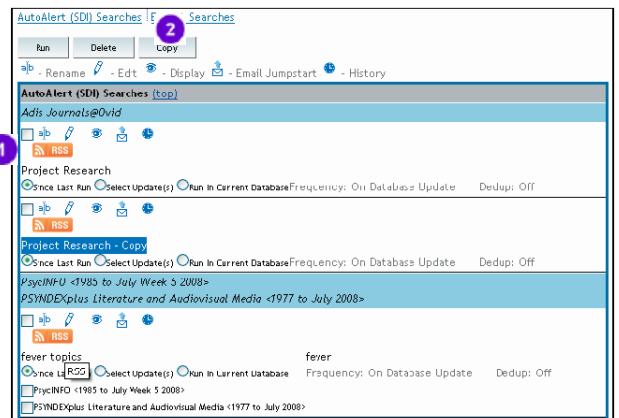 AutoAlert (SDI) Searches Searches
2
Run Delete Copy
a|b - Rename - Edt - Display - Email Jumpstart - History
AutoAlert (SDI) Searches (top)
Adis Journals@Ovid
a|b
1
RSS
Project Research
Since Last Run Select Update(s) Run In Current Database Frequency: On Database Update Dedup: Off
a|b
RSS
Project Research - Copy
Since Last Run Select Update(s) Run In Current Database Frequency: On Database Update Dedup: Off
PsycINFO <1985 to July Week 5 2008>
PSYNDEXplus Literature and Audiovisual Media <1977 to July 2008>
a|b
RSS
fever topics fever
Since La RSS Select Update(s) Run In Current Database Frequency: On Database Update Dedup: Off
PsycINFO <1985 to July Week 5 2008>
PSYNDEXplus Literature and Audiovisual Media <1977 to July 2008>